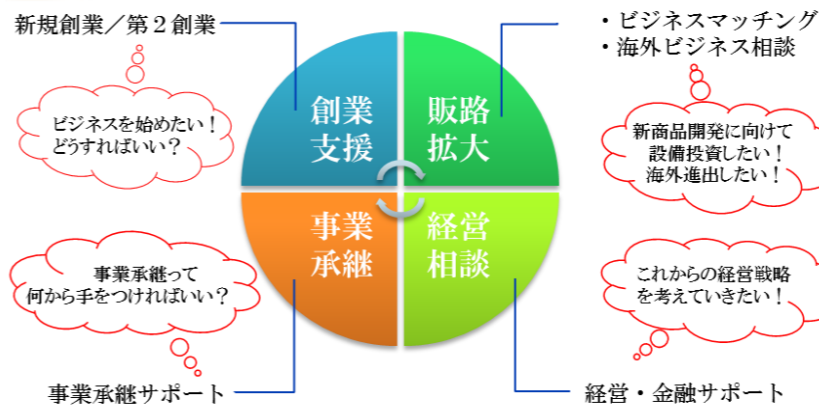 新規創業／第２創業
・ビジネスマッチング
・海外ビジネス相談
ビジネスを始めたい！
どうすればいい？
創業
支援
販路
拡大
新商品開発に向けて
設備投資したい！
海外進出したい！
事業承継って
何から手をつければいい？
事業
承継
経営
相談
これからの経営戦略
を考えていきたい！
事業承継サポート
経営・金融サポート